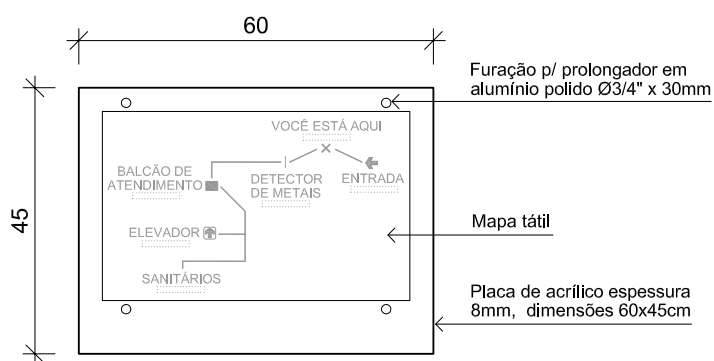 60
Furação p/ prolongador em
alumínio polido Ø3/4" x 30mm
VOCÊ ESTÁ AQUI
BALCÃO DE
ATENDIMENTO
DETECTOR
DE METAIS
ENTRADA
45
ELEVADOR
Mapa tátil
SANITÁRIOS
Placa de acrílico espessura
8mm, dimensões 60x45cm